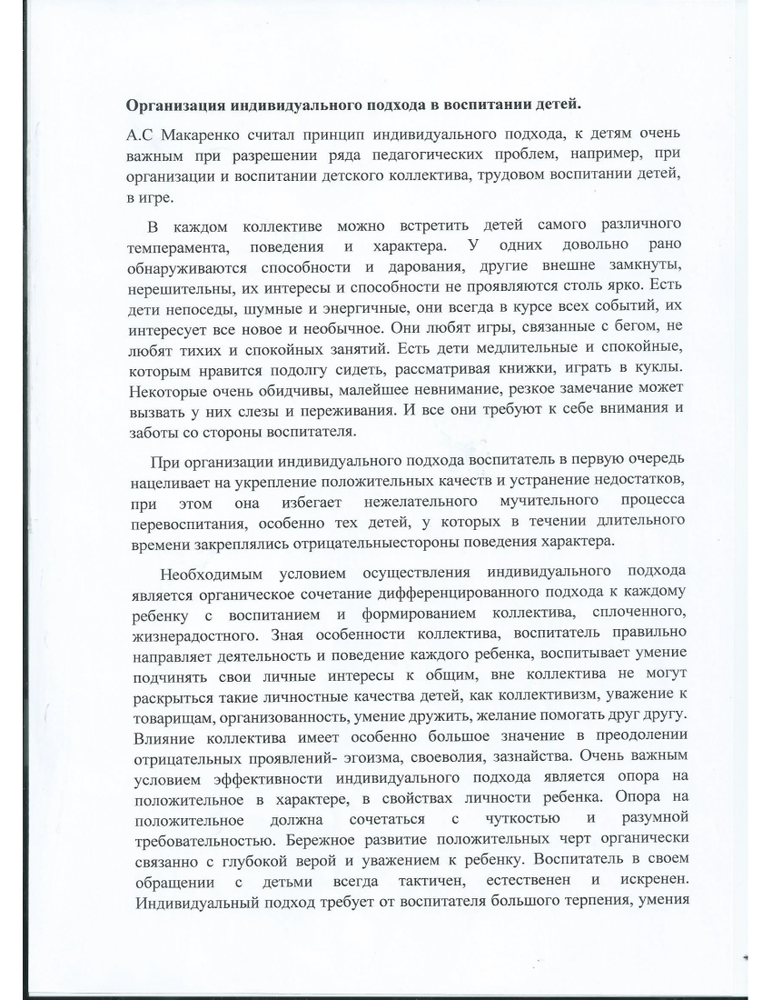 Организация индивидуального подхода в воспитании детей.
А.С Макаренко считал принцип индивидуального подхода, к детям очень
важным при разрешении ряда педагогических проблем, например, при
организации и воспитании детского коллектива, трудовом воспитании детей,
в игре.
В каждом коллективе можно встретить детей самого различного
темперамента, поведения и характера. У одних довольно рано
обнаруживаются способности и дарования, другие внешне замкнуты,
нерешительны, их интересы и способности не проявляются столь ярко. Есть
дети непоседы, шумные и энергичные, они всегда в курсе всех событий, их
интересует все новое и необычное. Они любят игры, связанные с бегом, не
любят тихих и спокойных занятий. Есть дети медлительные и спокойные,
которым нравится подолгу сидеть, рассматривая книжки, играть в куклы.
Некоторые очень обидчивы, малейшее невнимание, резкое замечание может
вызвать у них слезы и переживания. И все они требуют к себе внимания и
заботы со стороны воспитателя.
При организации индивидуального подхода воспитатель в первую очередь
нацеливает на укрепление положительных качеств и устранение недостатков,
при этом она избегает нежелательного мучительного процесса
перевоспитания, особенно тех детей, у которых в течении длительного
времени закреплялись отрицательныестороны поведения характера.
Необходимым условием осуществления индивидуального подхода
является органическое сочетание дифференцированного подхода к каждому
ребенку с воспитанием и формированием коллектива, сплоченного,
жизнерадостного. Зная особенности коллектива, воспитатель правильно
направляет деятельность и поведение каждого ребенка, воспитывает умение
подчинять свои личные интересы к общим, вне коллектива не могут
раскрыться такие личностные качества детей, как коллективизм, уважение к
товарищам, организованность, умение дружить, желание помогать друг другу.
Влияние коллектива имеет особенно большое значение в преодолении
отрицательных проявлений- эгоизма, своеволия, зазнайства. Очень важным
условием эффективности индивидуального подхода является опора на
положительное в характере, в свойствах личности ребенка. Опора на
положительное должна сочетаться с чуткостью и разумной
требовательностью. Бережное развитие положительных черт органически
связанно с глубокой верой и уважением к ребенку. Воспитатель в своем
обращении с детьми всегда тактичен, естественен и искренен.
Индивидуальный подход требует от воспитателя большого терпения, умения